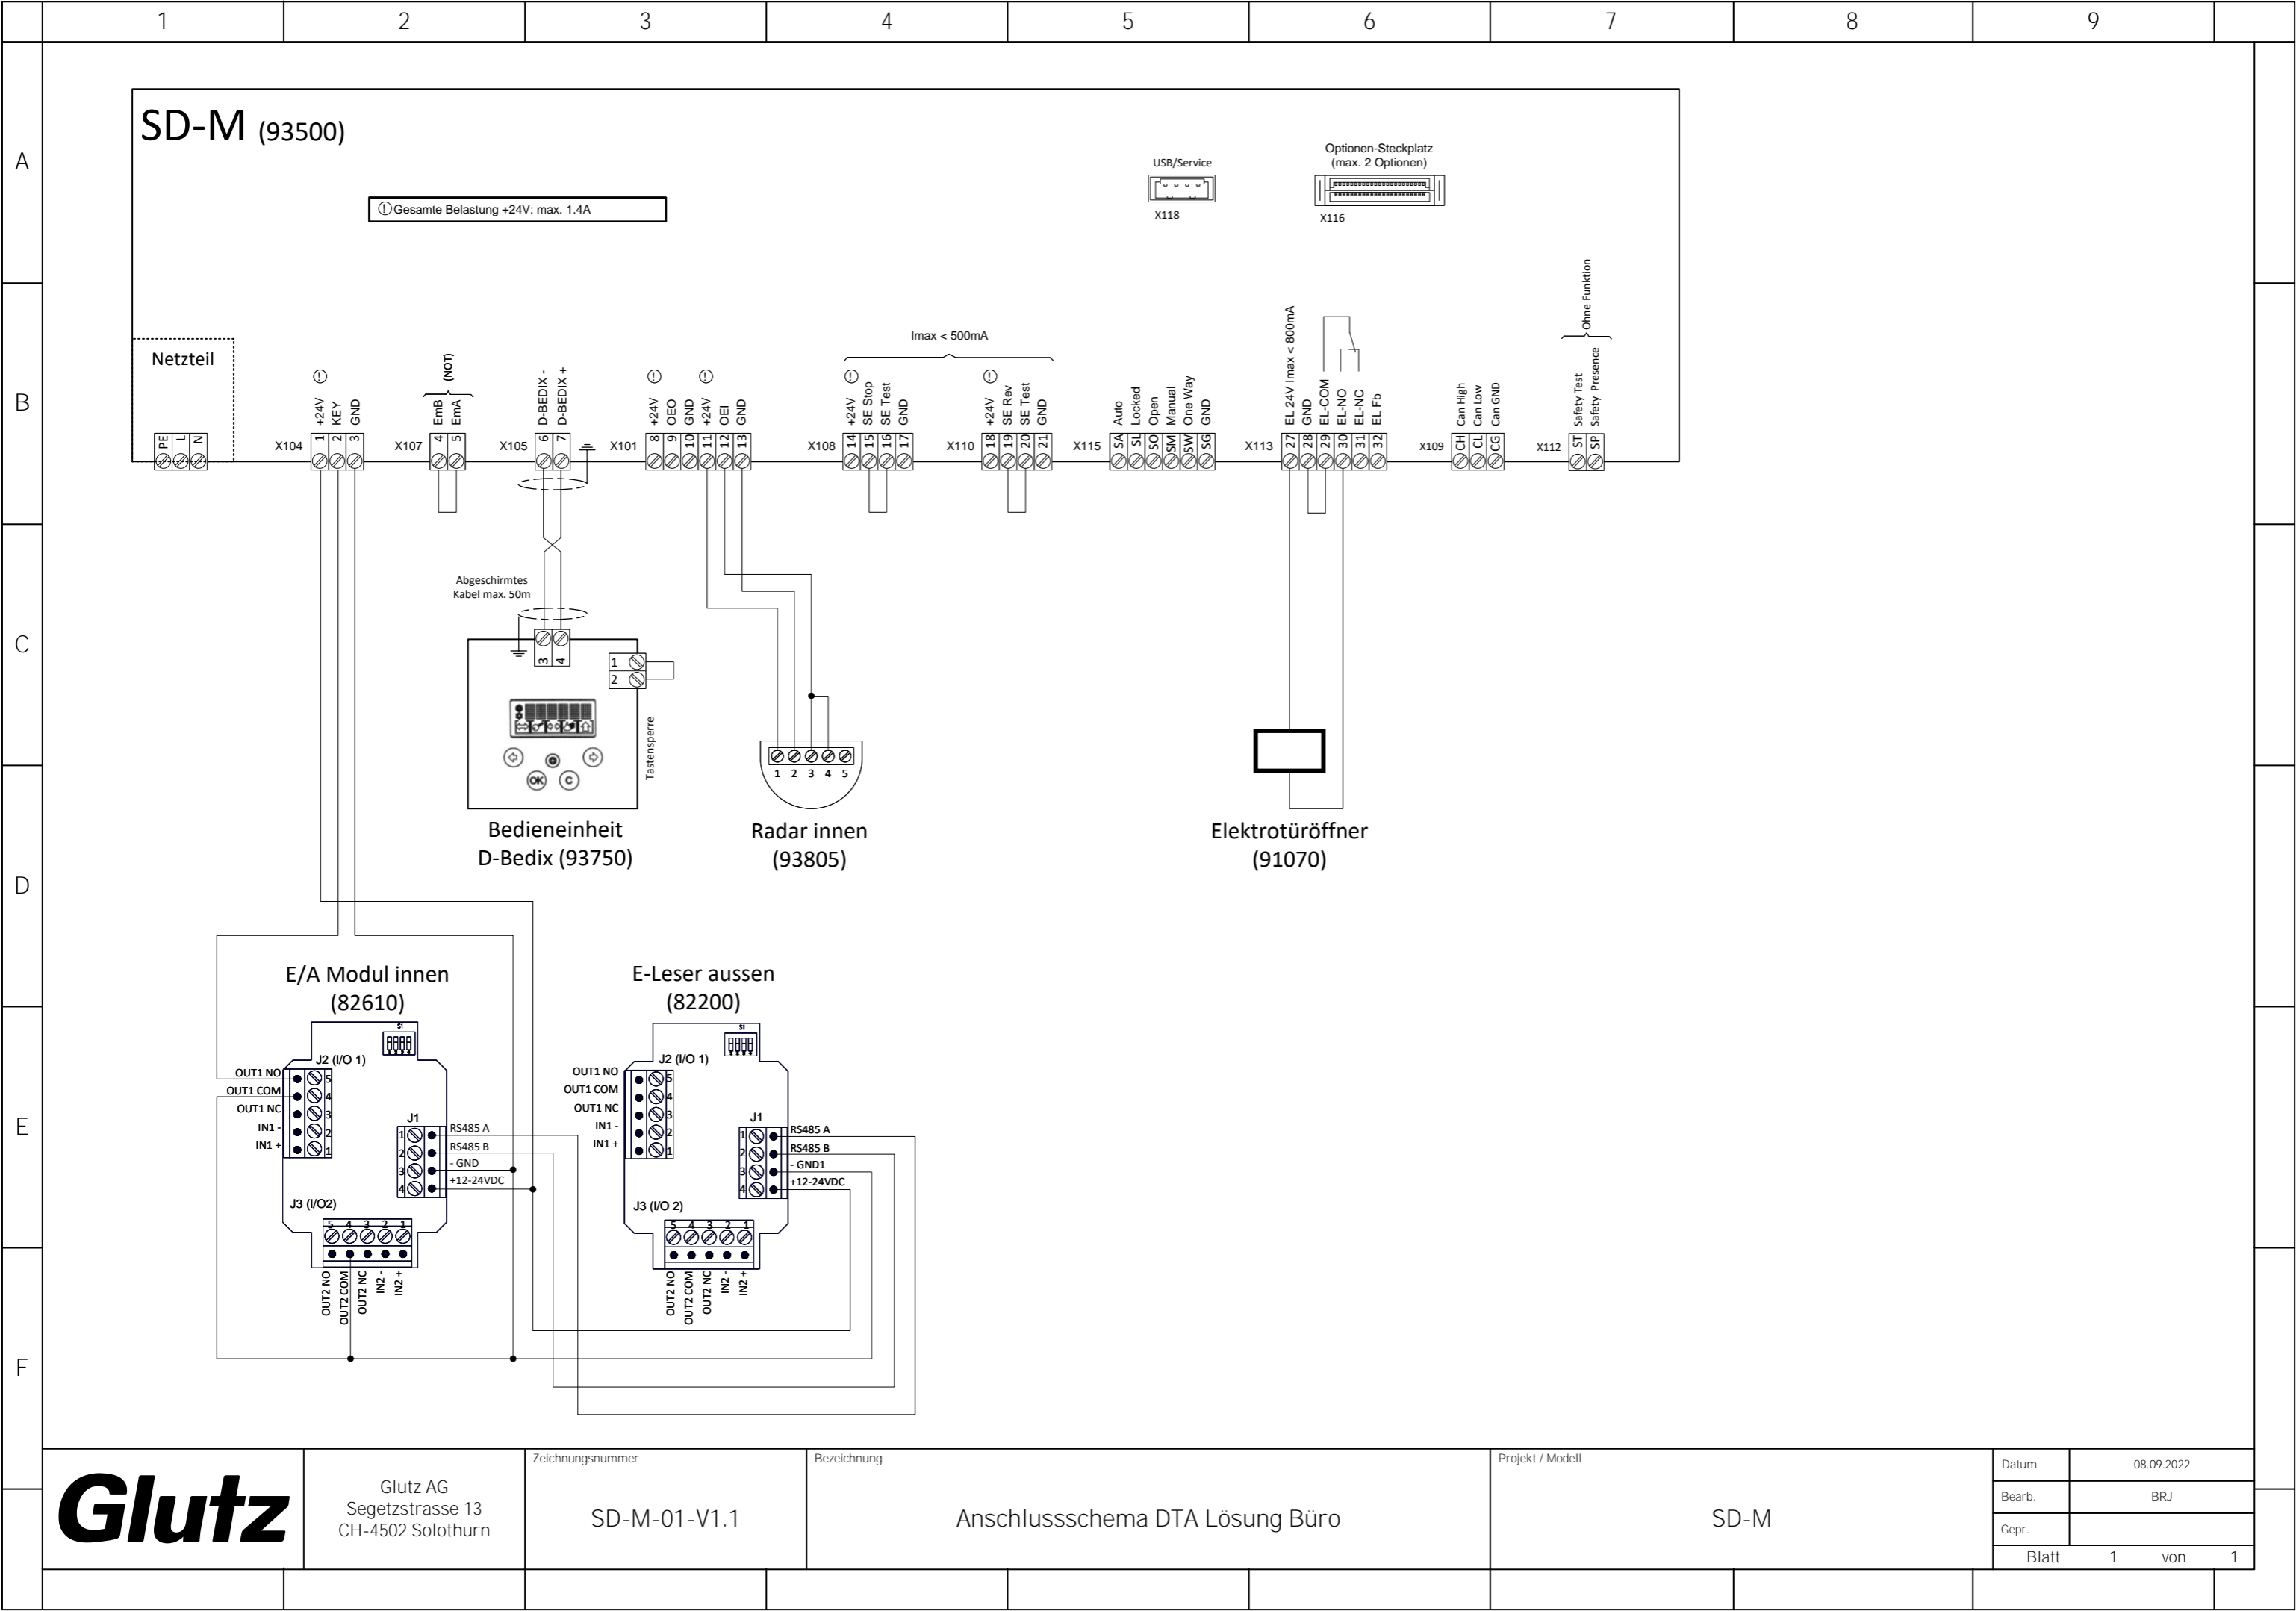 1 2 3 4 5 6 7 8 9
A
B
C
D
E
F
SD-M (93500)
ⓘ Gesamte Belastung +24V: max. 1.4A
USB/Service
X118
Optionen-Steckplatz
(max. 2 Optionen)
X116
Netzteil
PE L N
X104
1 +24V
2 KEY
3 GND
X107
(NOT)
4 EmB
5 EmA
X105
6 D-BEDIX -
7 D-BEDIX +
X101
8 +24V
9 OEO
10 GND
11 +24V
12 OEI
13 GND
Imax < 500mA
X108
14 +24V
15 SE Stop
16 SE Test
17 GND
X110
18 +24V
19 SE Rev
20 SE Test
21 GND
X115
SA Auto
SL Locked
SO Open
SM Manual
SW One Way
SG GND
X113
27 EL 24V Imax < 800mA
28 GND
29 EL-COM
30 EL-NO
31 EL-NC
32 EL Fb
X109
CH Can High
CL Can Low
CG Can GND
X112
Ohne Funktion
ST Safety Test
SP Safety Presence
Abgeschirmtes
Kabel max. 50m
3 4
1
2
OK C
Tastensperre
Bedieneinheit
D-Bedix (93750)
1 2 3 4 5
Radar innen
(93805)
Elektrotüröffner
(91070)
E/A Modul innen
(82610)
S1
J2 (I/O 1)
OUT1 NO 5
OUT1 COM 4
OUT1 NC 3
IN1 - 2
IN1 + 1
J1
1 RS485 A
2 RS485 B
3 - GND
4 +12-24VDC
J3 (I/O2)
5 4 3 2 1
OUT2 NO
OUT2 COM
OUT2 NC
IN2 -
IN2 +
E-Leser aussen
(82200)
S1
J2 (I/O 1)
OUT1 NO 5
OUT1 COM 4
OUT1 NC 3
IN1 - 2
IN1 + 1
J1
1 RS485 A
2 RS485 B
3 - GND1
4 +12-24VDC
J3 (I/O 2)
5 4 3 2 1
OUT2 NO
OUT2 COM
OUT2 NC
IN2 -
IN2 +
Glutz
Glutz AG
Segetzstrasse 13
CH-4502 Solothurn
Zeichnungsnummer
SD-M-01-V1.1
Bezeichnung
Anschlussschema DTA Lösung Büro
Projekt / Modell
SD-M
Datum 08.09.2022
Bearb. BRJ
Gepr.
Blatt 1 von 1